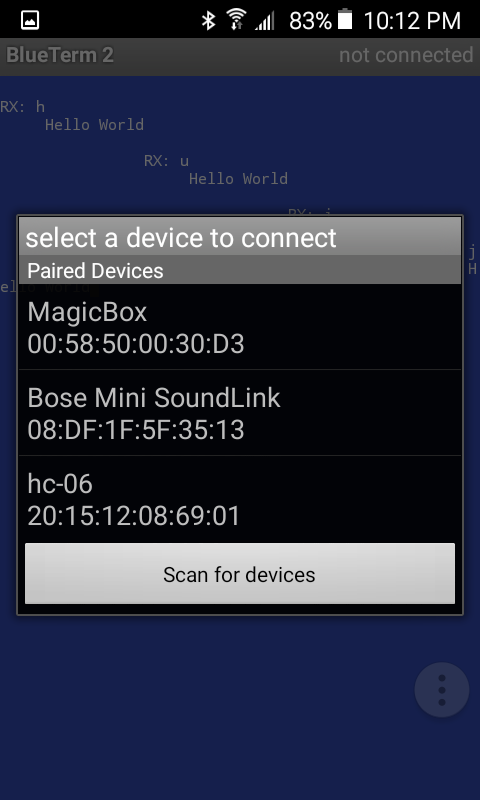 83% 10:12 PM
BlueTerm 2 not connected
RX: h
Hello World
RX: u
Hello World
RX: i
j
H
select a device to connect
Paired Devices
MagicBox
00:58:50:00:30:D3
Bose Mini SoundLink
08:DF:1F:5F:35:13
hc-06
20:15:12:08:69:01
Scan for devices